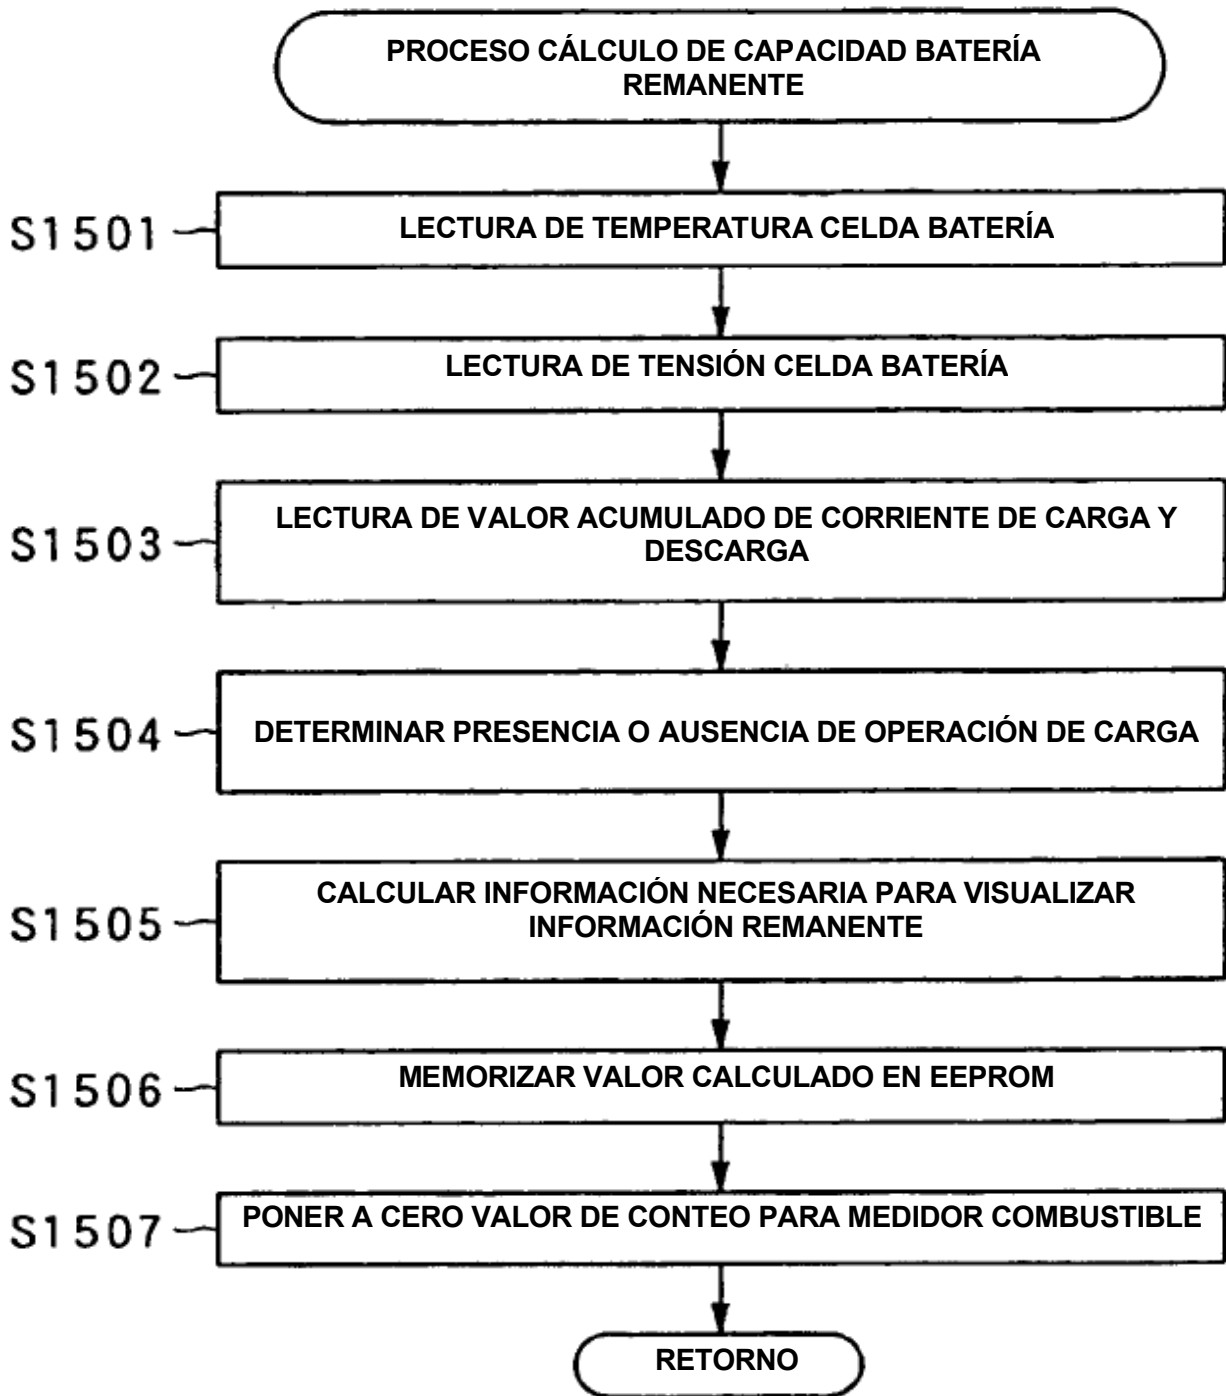 PROCESO CÁLCULO DE CAPACIDAD BATERÍA
REMANENTE
S1501
LECTURA DE TEMPERATURA CELDA BATERÍA
S1502
LECTURA DE TENSIÓN CELDA BATERÍA
S1503
LECTURA DE VALOR ACUMULADO DE CORRIENTE DE CARGA Y
DESCARGA
S1504
DETERMINAR PRESENCIA O AUSENCIA DE OPERACIÓN DE CARGA
S1505
CALCULAR INFORMACIÓN NECESARIA PARA VISUALIZAR
INFORMACIÓN REMANENTE
S1506
MEMORIZAR VALOR CALCULADO EN EEPROM
S1507
PONER A CERO VALOR DE CONTEO PARA MEDIDOR COMBUSTIBLE
RETORNO